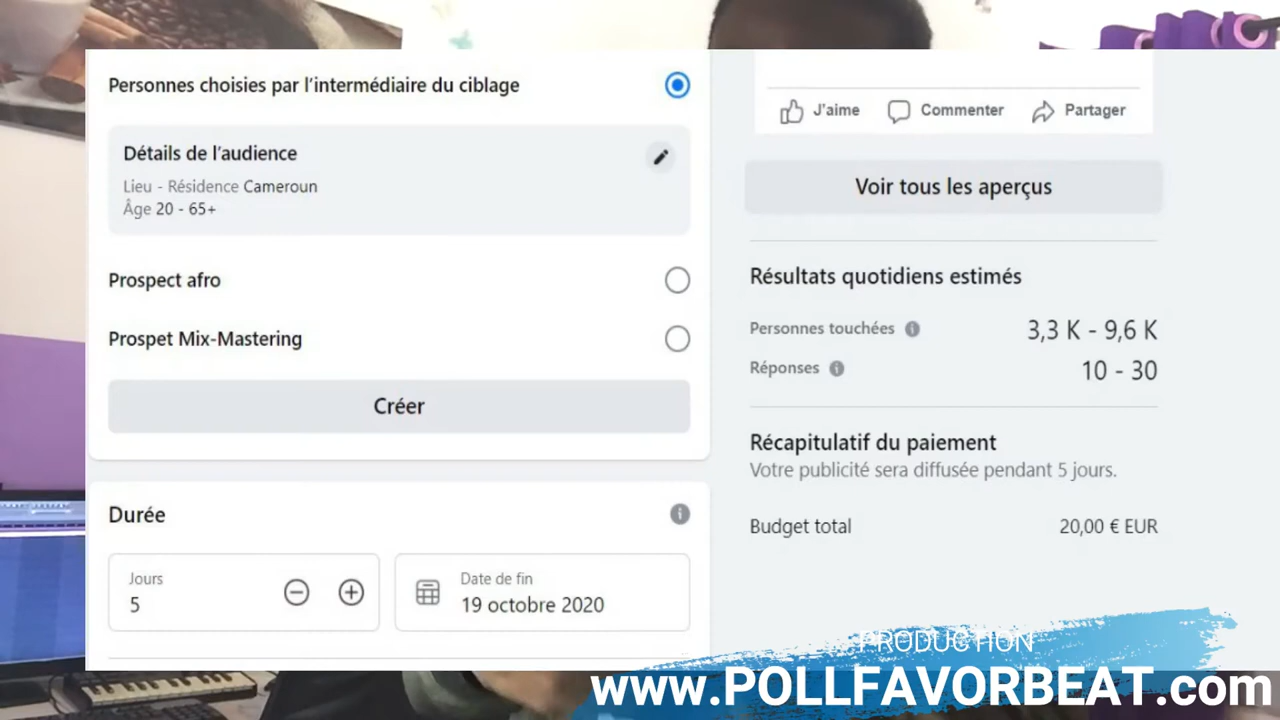 Personnes choisies par l'intermédiaire du ciblage
Détails de l'audience
Lieu - Résidence Cameroun
Âge 20 - 65+
Prospect afro
Prospet Mix-Mastering
Créer
Durée
Jours
5
Date de fin
19 octobre 2020
J'aime Commenter Partager
Voir tous les aperçus
Résultats quotidiens estimés
Personnes touchées 3,3 K - 9,6 K
Réponses 10 - 30
Récapitulatif du paiement
Votre publicité sera diffusée pendant 5 jours.
Budget total 20,00 € EUR
PRODUCTION
www.POLLFAVORBEAT.com